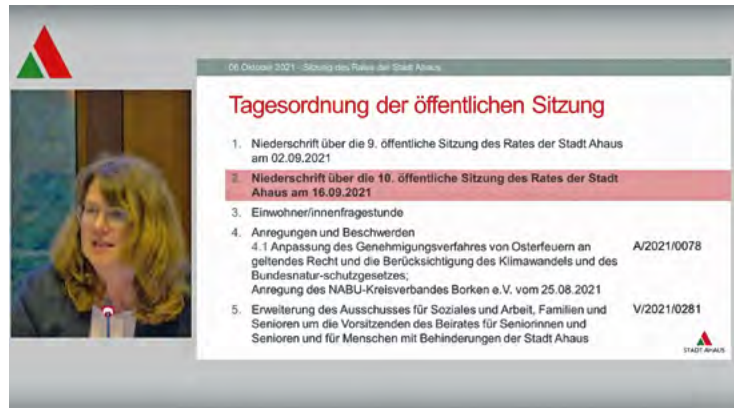 06 Oktober 2021 - Sitzung des Rates der Stadt Ahaus
Tagesordnung der öffentlichen Sitzung
1. Niederschrift über die 9. öffentliche Sitzung des Rates der Stadt Ahaus
am 02.09.2021
2. Niederschrift über die 10. öffentliche Sitzung des Rates der Stadt
Ahaus am 16.09.2021
3. Einwohner/innenfragestunde
4. Anregungen und Beschwerden
4.1 Anpassung des Genehmigungsverfahres von Osterfeuern an A/2021/0078
geltendes Recht und die Berücksichtigung des Klimawandels und des
Bundesnatur-schutzgesetzes;
Anregung des NABU-Kreisverbandes Borken e.V. vom 25.08.2021
5. Erweiterung des Ausschusses für Soziales und Arbeit, Familien und V/2021/0281
Senioren um die Vorsitzenden des Beirates für Seniorinnen und
Senioren und für Menschen mit Behinderungen der Stadt Ahaus
STADT AHAUS